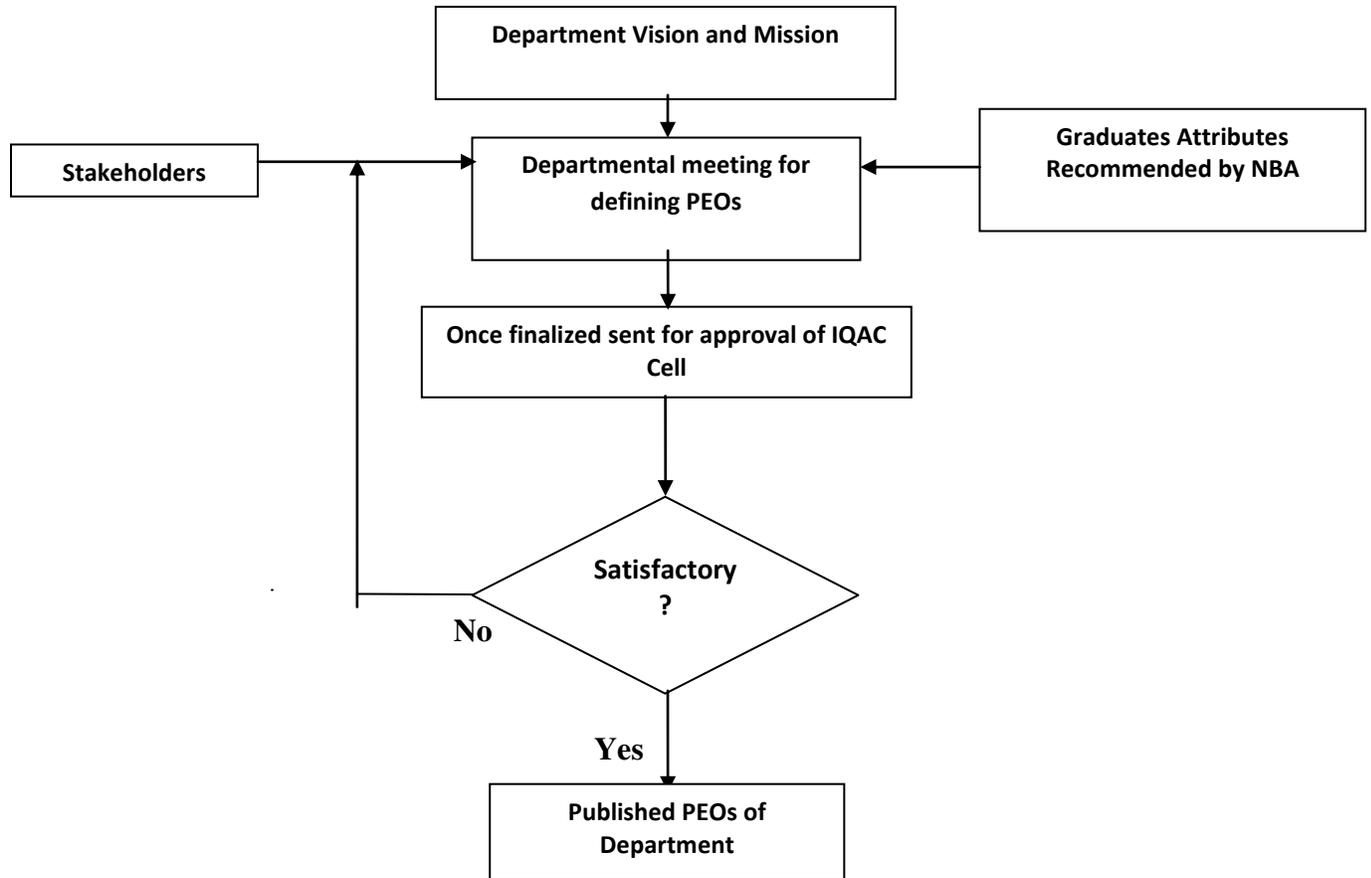 Department Vision and Mission
Graduates Attributes
Recommended by NBA
Stakeholders
Departmental meeting for
defining PEOs
Once finalized sent for approval of IQAC
Cell
Satisfactory
?
No
Yes
Published PEOs of
Department